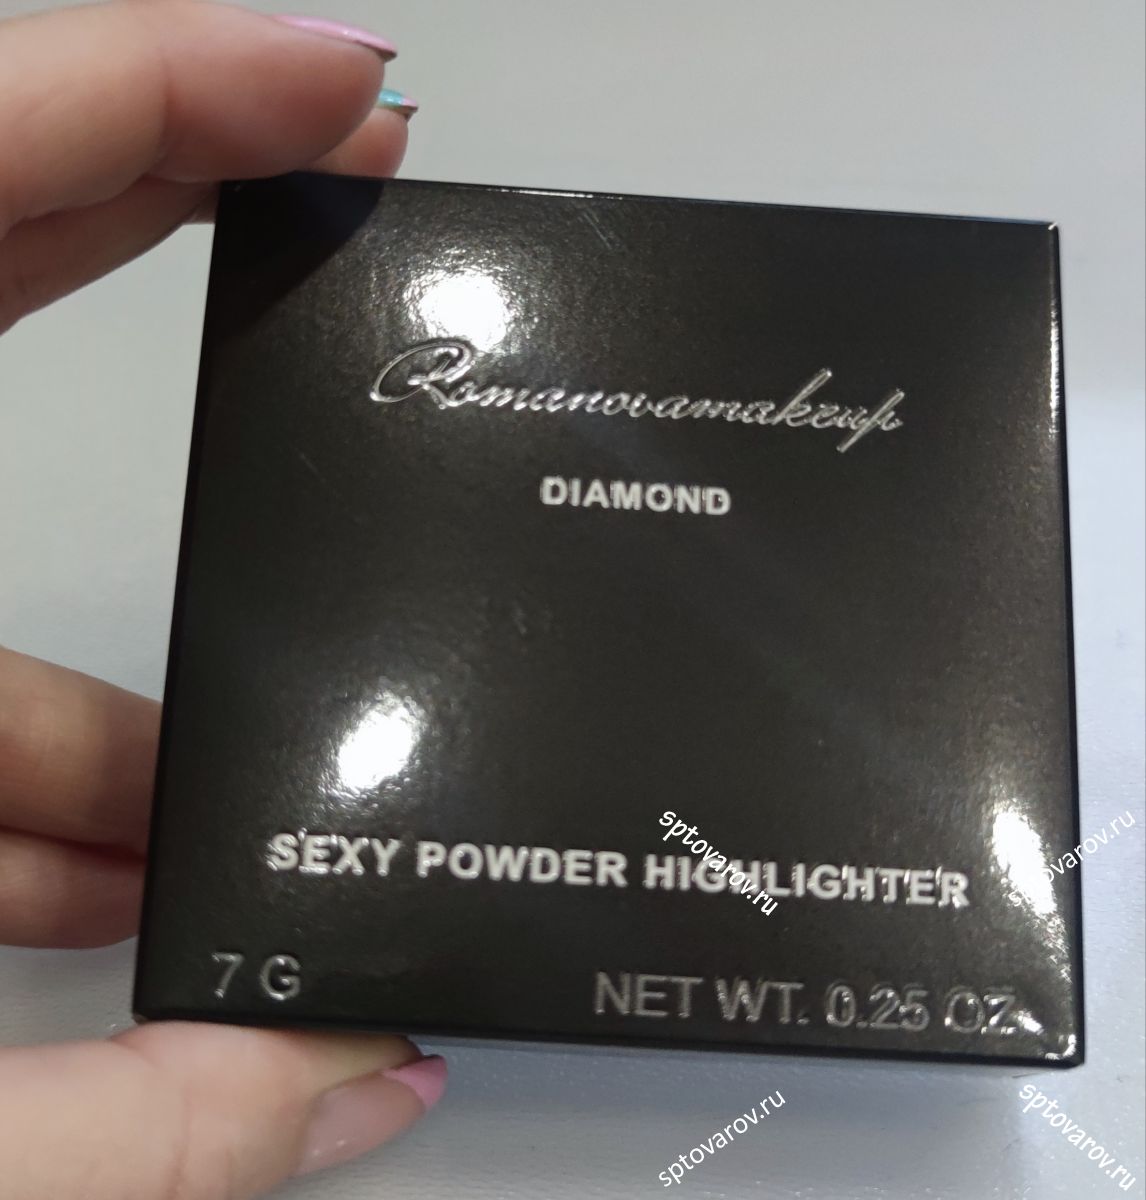 Romanovamakeup
DIAMOND
SEXY POWDER HIGHLIGHTER
7 G
NET WT. 0.25 OZ
sptovarov.ru
sptovarov.ru
sptovarov.ru
sptovarov.ru